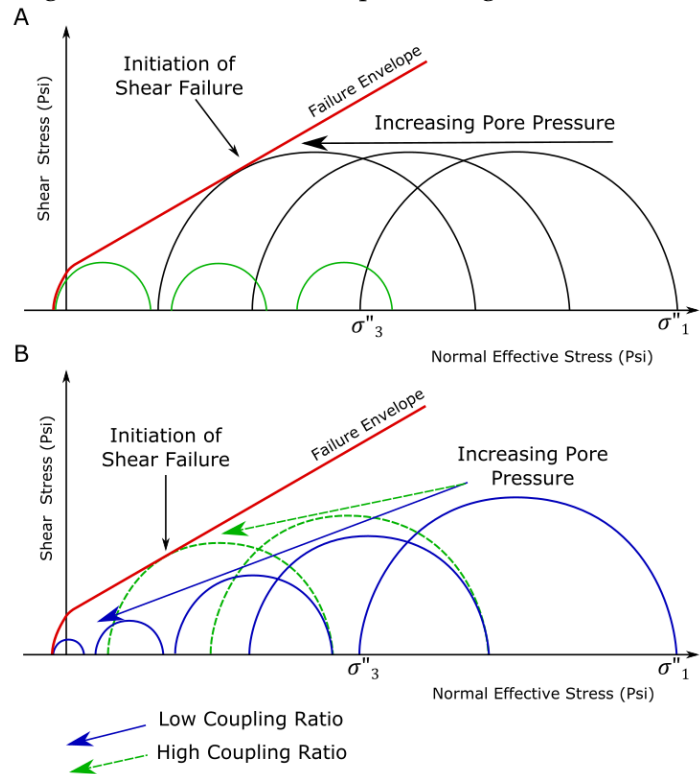 A
Initiation of
Shear Failure
Failure Envelope
Increasing Pore Pressure
Shear Stress (Psi)
σ"₃
σ"₁
Normal Effective Stress (Psi)
B
Initiation of
Shear Failure
Failure Envelope
Increasing Pore
Pressure
Shear Stress (Psi)
σ"₃
σ"₁
Normal Effective Stress (Psi)
Low Coupling Ratio
High Coupling Ratio